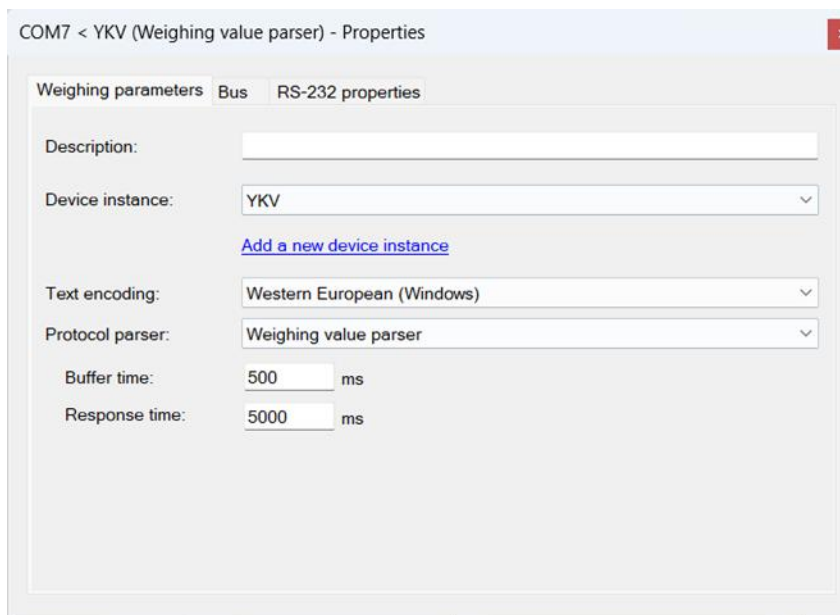 COM7 < YKV (Weighing value parser) - Properties
Weighing parameters Bus RS-232 properties
Description:
Device instance: YKV
Add a new device instance
Text encoding: Western European (Windows)
Protocol parser: Weighing value parser
Buffer time: 500 ms
Response time: 5000 ms